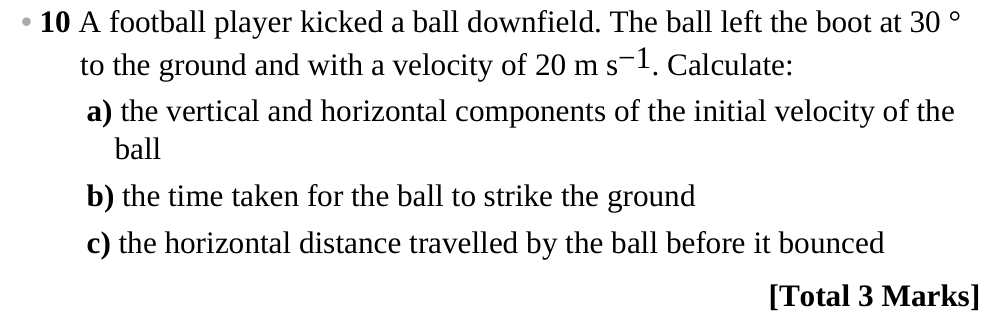 • 10 A football player kicked a ball downfield. The ball left the boot at 30 °
to the ground and with a velocity of 20 m s−1. Calculate:
a) the vertical and horizontal components of the initial velocity of the
ball
b) the time taken for the ball to strike the ground
c) the horizontal distance travelled by the ball before it bounced
[Total 3 Marks]